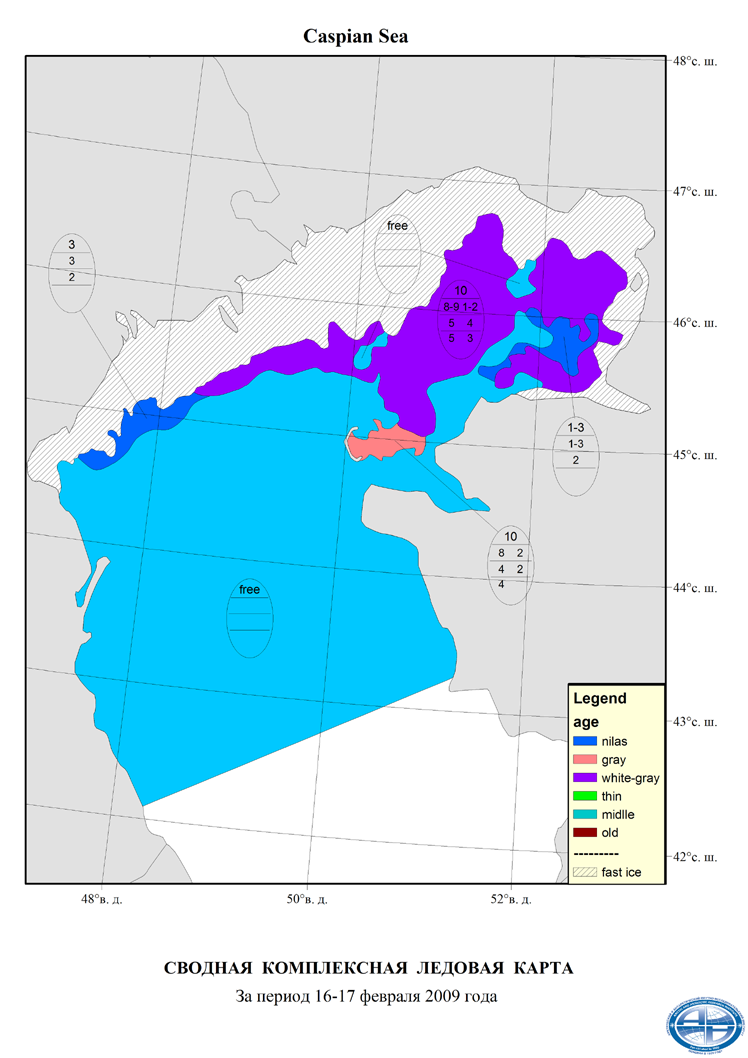 Caspian Sea
48°с. ш.
47°с. ш.
free
3
3
2
10
8-9 1-2
5 4
5 3
46°с. ш.
1-3
1-3
2
45°с. ш.
10
8 2
4 2
4
44°с. ш.
free
43°с. ш.
Legend
age
nilas
gray
white-gray
thin
midlle
old
---------
fast ice
42°с. ш.
48°в. д.
50°в. д.
52°в. д.
СВОДНАЯ КОМПЛЕКСНАЯ ЛЕДОВАЯ КАРТА
За период 16-17 февраля 2009 года